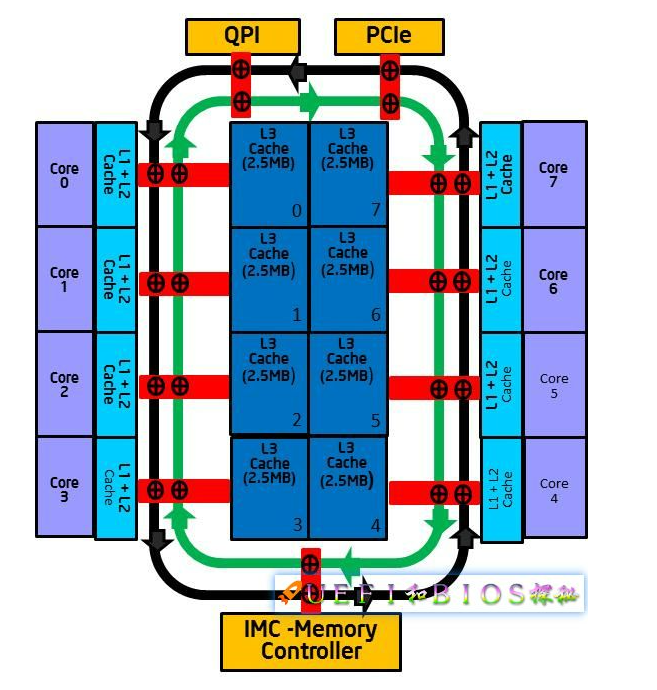 QPI
PCIe
Core
0
L1 + L2
Cache
L3
Cache
(2.5MB)
0
L3
Cache
(2.5MB)
7
L1 + L2
Cache
Core
7
Core
1
L1 + L2
Cache
L3
Cache
(2.5MB)
1
L3
Cache
(2.5MB)
6
L1 + L2
Cache
Core
6
Core
2
L1 + L2
Cache
L3
Cache
(2.5MB)
2
L3
Cache
(2.5MB)
5
L1 + L2
Cache
Core
5
Core
3
L1 + L2
Cache
L3
Cache
(2.5MB)
3
L3
Cache
(2.5MB)
4
L1 + L2
Cache
Core
4
UEFI和BIOS探秘
IMC -Memory
Controller